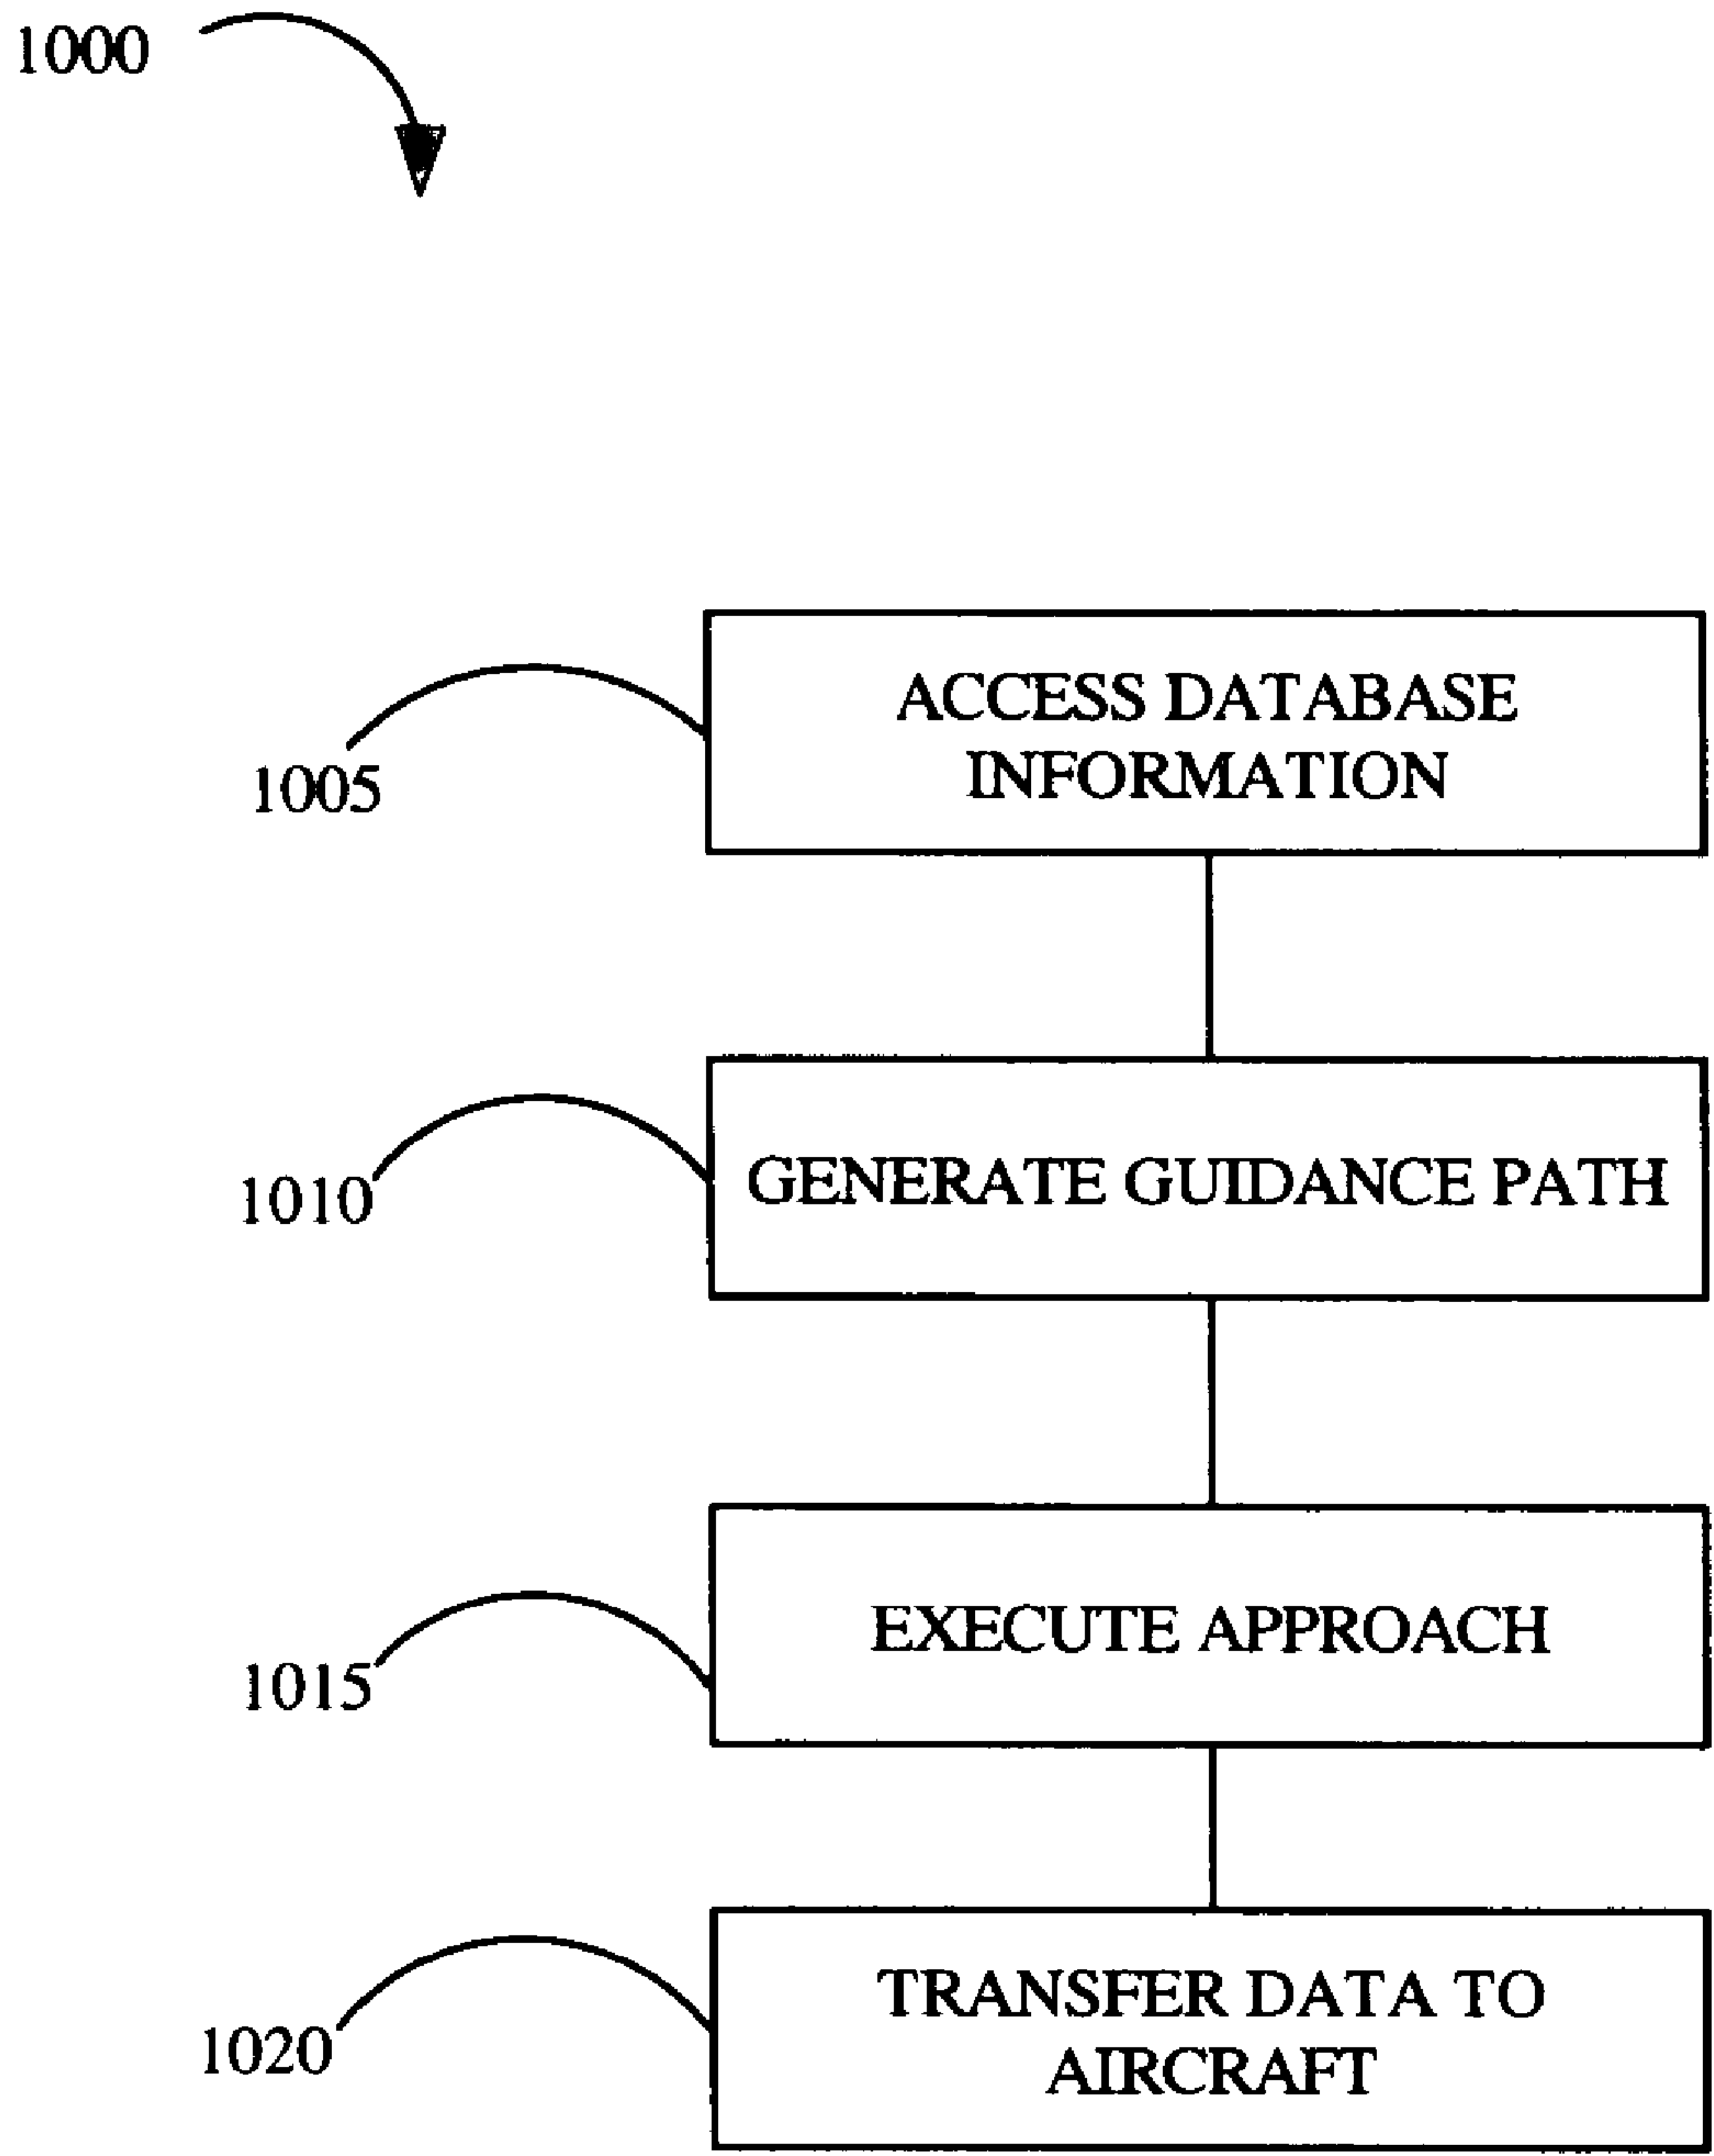 1000
ACCESS DATABASE
INFORMATION
1005
GENERATE GUIDANCE PATH
1010
EXECUTE APPROACH
1015
TRANSFER DATA TO
AIRCRAFT
1020